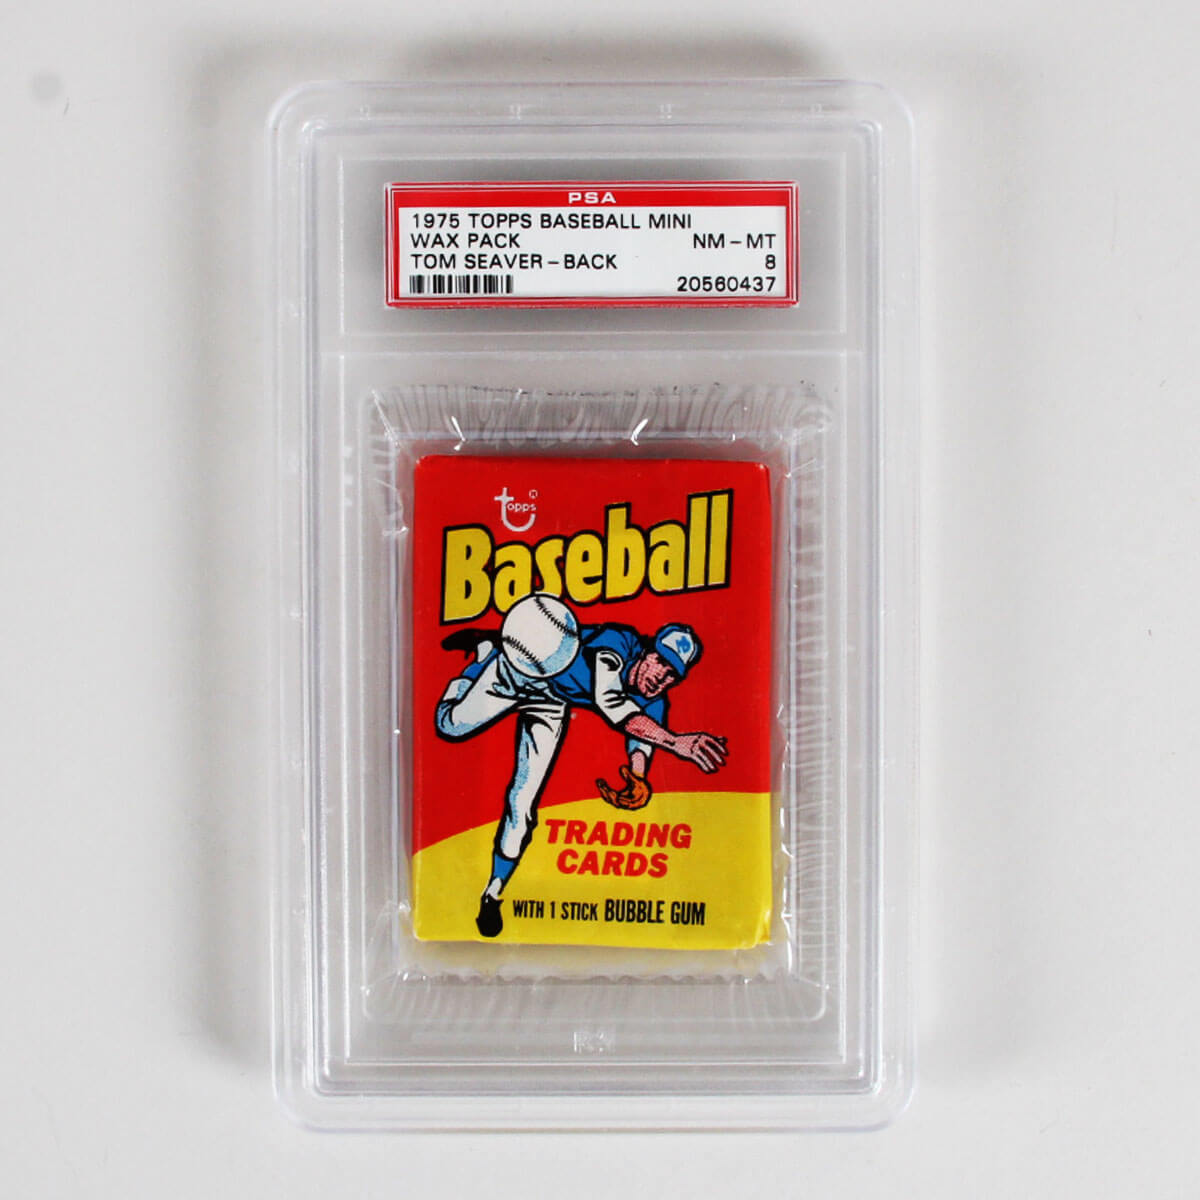 PSA
1975 TOPPS BASEBALL MINI
WAX PACK NM-MT
TOM SEAVER-BACK 8
20560437
topps®
Baseball
TRADING
CARDS
WITH 1 STICK BUBBLE GUM